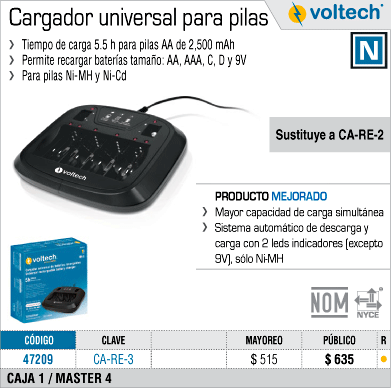 Cargador universal para pilas
voltech
N
› Tiempo de carga 5.5 h para pilas AA de 2,500 mAh
› Permite recargar baterías tamaño: AA, AAA, C, D y 9V
› Para pilas Ni-MH y Ni-Cd
Sustituye a CA-RE-2
voltech
PRODUCTO MEJORADO
› Mayor capacidad de carga simultánea
› Sistema automático de descarga y
carga con 2 leds indicadores (excepto
9V), sólo Ni-MH
voltech
NOM NYCE
CÓDIGO CLAVE MAYOREO PÚBLICO R
47209 CA-RE-3 $ 515 $ 635
CAJA 1 / MASTER 4